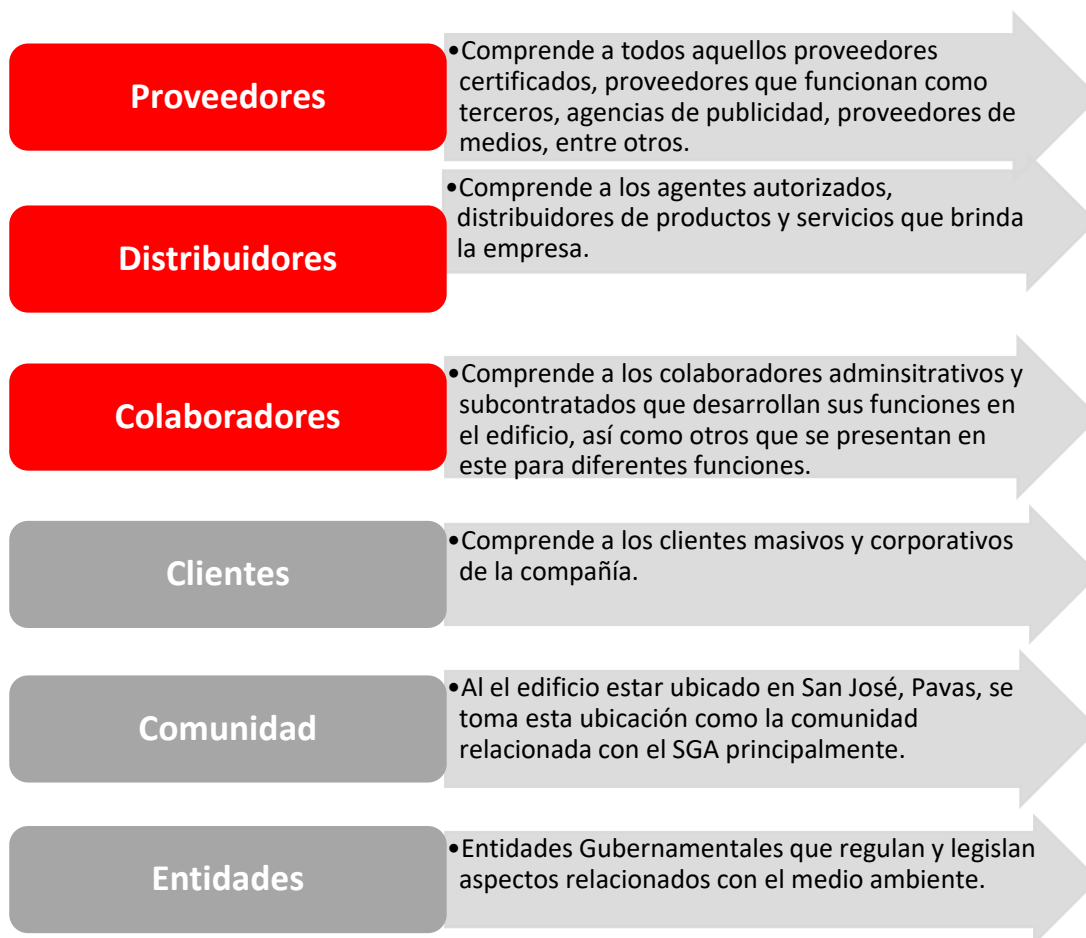 Proveedores
•Comprende a todos aquellos proveedores
certificados, proveedores que funcionan como
terceros, agencias de publicidad, proveedores de
medios, entre otros.
Distribuidores
•Comprende a los agentes autorizados,
distribuidores de productos y servicios que brinda
la empresa.
Colaboradores
•Comprende a los colaboradores adminsitrativos y
subcontratados que desarrollan sus funciones en
el edificio, así como otros que se presentan en
este para diferentes funciones.
Clientes
•Comprende a los clientes masivos y corporativos
de la compañía.
Comunidad
•Al el edificio estar ubicado en San José, Pavas, se
toma esta ubicación como la comunidad
relacionada con el SGA principalmente.
Entidades
•Entidades Gubernamentales que regulan y legislan
aspectos relacionados con el medio ambiente.